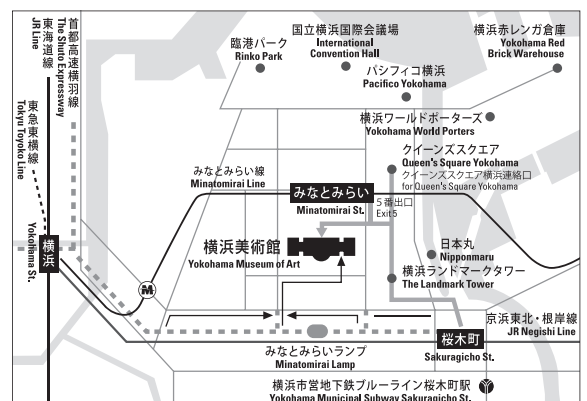 東海道線
JR Line
首都高速横羽線
The Shuto Expressway
東急東横線
Tokyu Toyoko Line
横浜
Yokohama St.
臨港パーク
Rinko Park
国立横浜国際会議場
International
Convention Hall
パシフィコ横浜
Pacifico Yokohama
横浜赤レンガ倉庫
Yokohama Red
Brick Warehouse
横浜ワールドポーターズ
Yokohama World Porters
クイーンズスクエア
Queen's Square Yokohama
クイーンズスクエア横浜連絡口
for Queen's Square Yokohama
みなとみらい線
Minatomirai Line
みなとみらい
Minatomirai St.
5番出口
Exit 5
横浜美術館
Yokohama Museum of Art
日本丸
Nipponmaru
横浜ランドマークタワー
The Landmark Tower
M
みなとみらいランプ
Minatomirai Lamp
京浜東北・根岸線
JR Negishi Line
桜木町
Sakuragicho St.
横浜市営地下鉄ブルーライン桜木町駅
Yokohama Municipal Subway Sakuragicho St.